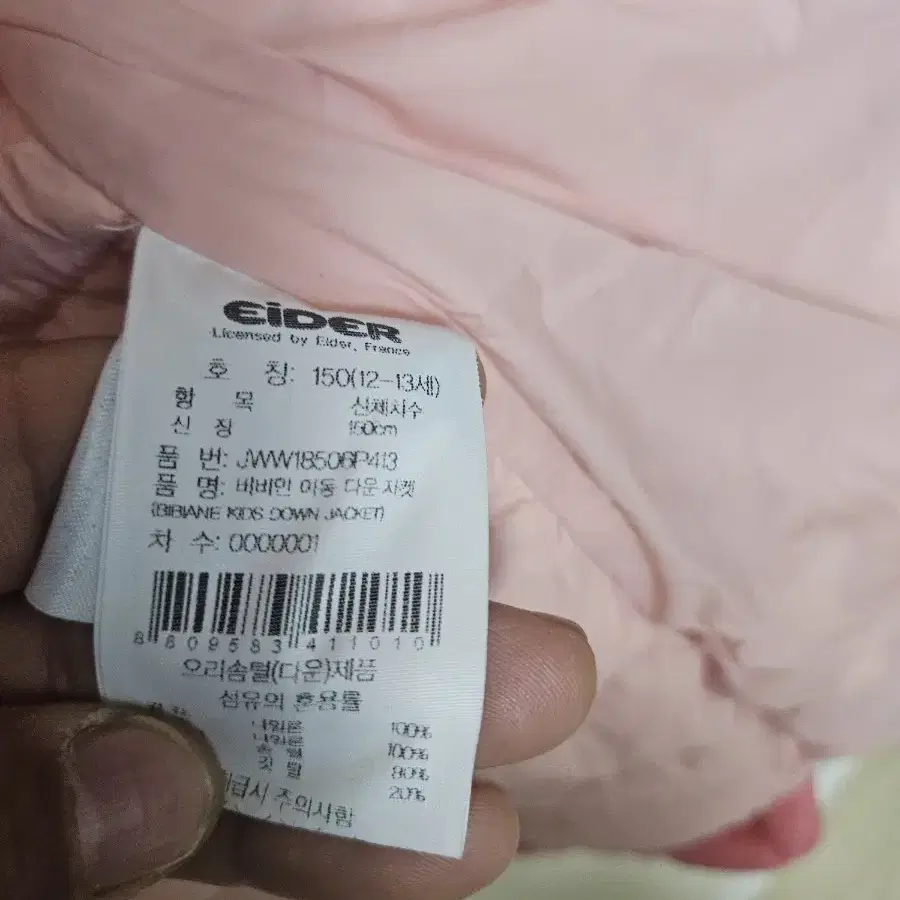 EiDER
Licensed by Eider, France
호 칭: 150(12-13세)
항 목 신체치수
신 장 150cm
품 번: JWW18506P413
품 명: 비비안 아동 다운자켓
(BIBIANE KIDS DOWN JACKET)
차 수: 0000001
8 809583 411010
오리솜털(다운)제품
섬유의 혼용률
나일론 100%
나일론 100%
솜 털 80%
깃 털 20%
취급시 주의사항